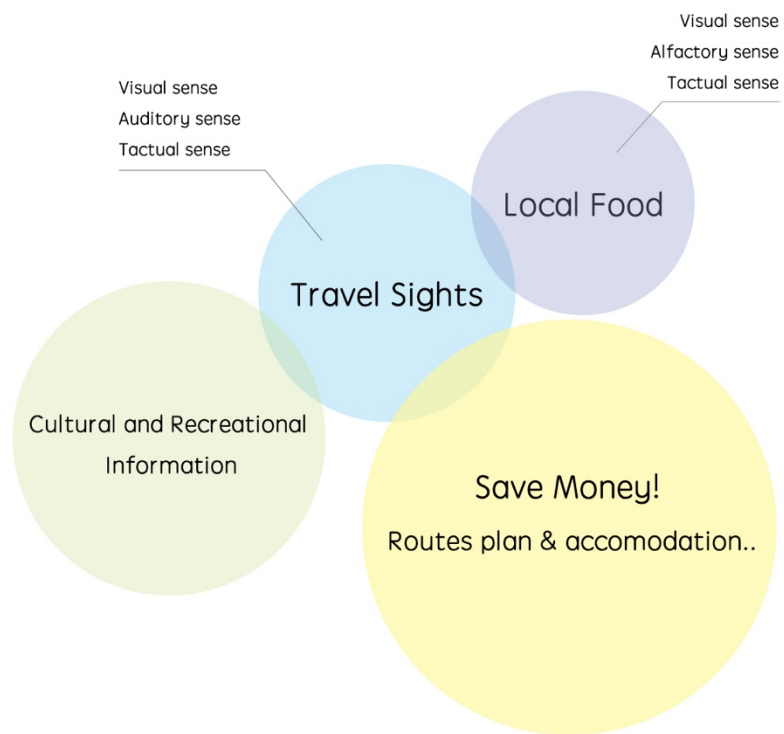 Visual sense
Alfactory sense
Tactual sense
Visual sense
Auditory sense
Tactual sense
Local Food
Travel Sights
Cultural and Recreational
Information
Save Money!
Routes plan & accomodation..